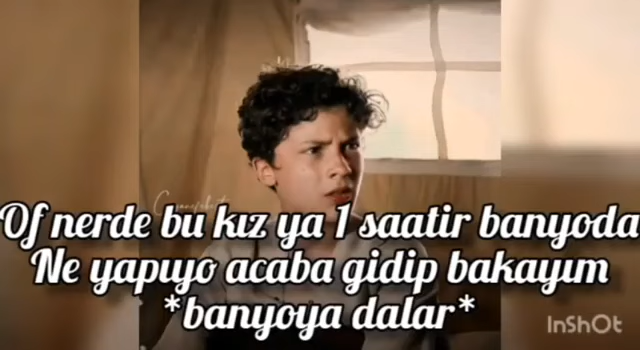 Of nerde bu kız ya 1 saatir banyoda
Ne yapıyo acaba gidip bakayım
*banyoya dalar*
InShOt